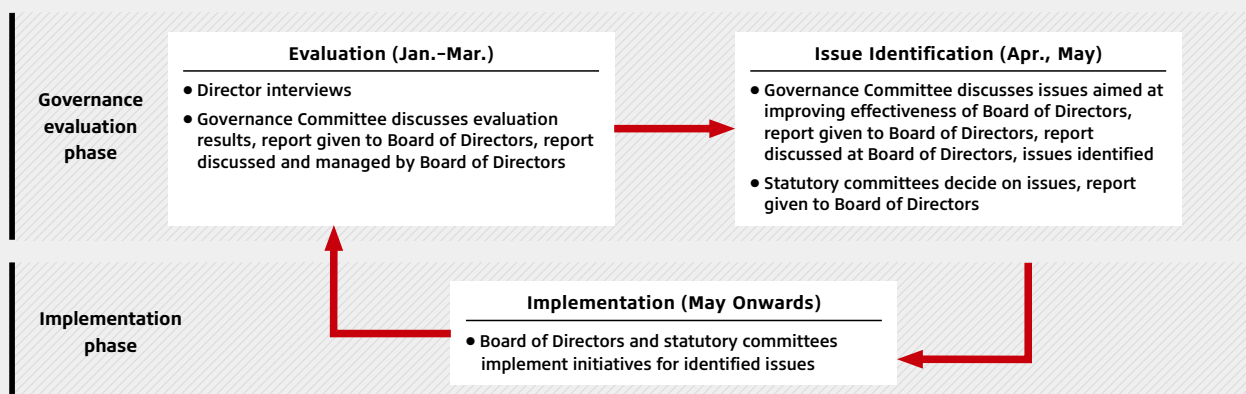 Governance
evaluation
phase
Evaluation (Jan.–Mar.)
● Director interviews
● Governance Committee discusses evaluation
results, report given to Board of Directors, report
discussed and managed by Board of Directors
Issue Identification (Apr., May)
● Governance Committee discusses issues aimed at
improving effectiveness of Board of Directors,
report given to Board of Directors, report
discussed at Board of Directors, issues identified
● Statutory committees decide on issues, report
given to Board of Directors
Implementation
phase
Implementation (May Onwards)
● Board of Directors and statutory committees
implement initiatives for identified issues